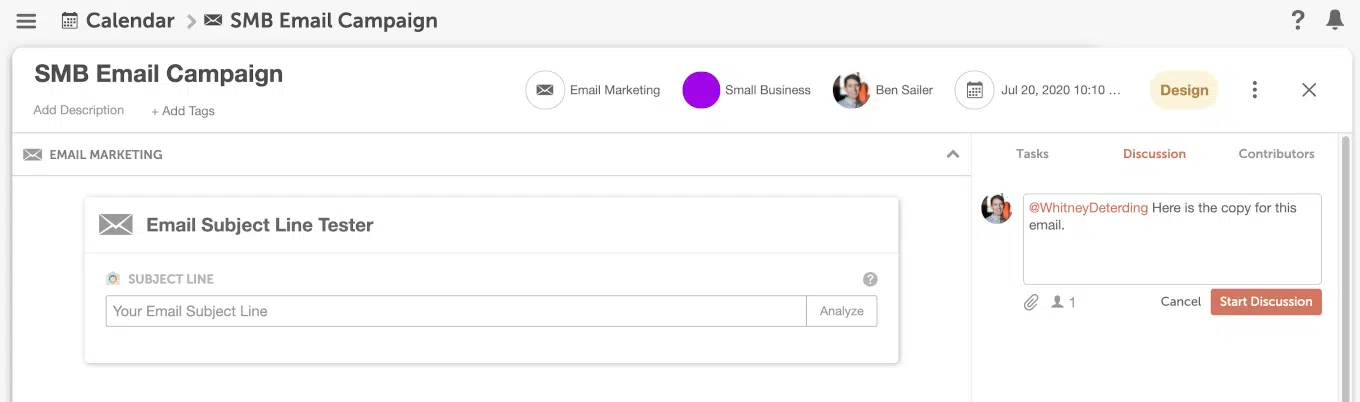 Calendar
SMB Email Campaign
?
SMB Email Campaign
Add Description
+ Add Tags
Email Marketing
Small Business
Ben Sailer
Jul 20, 2020 10:10 ...
Design
EMAIL MARKETING
Tasks
Discussion
Contributors
Email Subject Line Tester
SUBJECT LINE
?
Your Email Subject Line
Analyze
@WhitneyDeterding Here is the copy for this
email.
1
Cancel
Start Discussion